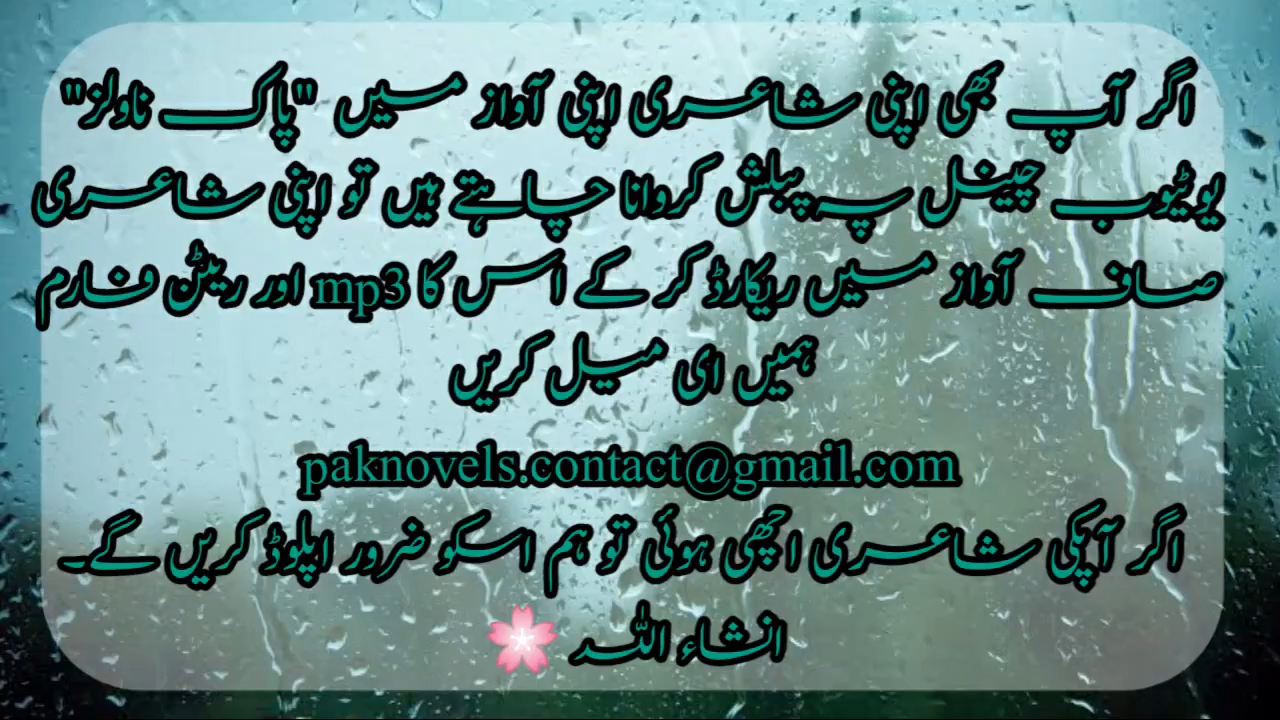 اگر آپ بھی اپنی شاعری اپنی آواز میں "پاک ناولز"
یوٹیوب چینل پہ پبلش کروانا چاہتے ہیں تو اپنی شاعری
صاف آواز میں ریکارڈ کر کے اس کا mp3 اور ریٹن فارم
ہمیں ای میل کریں
paknovels.contact@gmail.com
اگر آپکی شاعری اچھی ہوئی تو ہم اسکو ضرور اپلوڈ کریں گے۔
انشاء اللہ 🌸